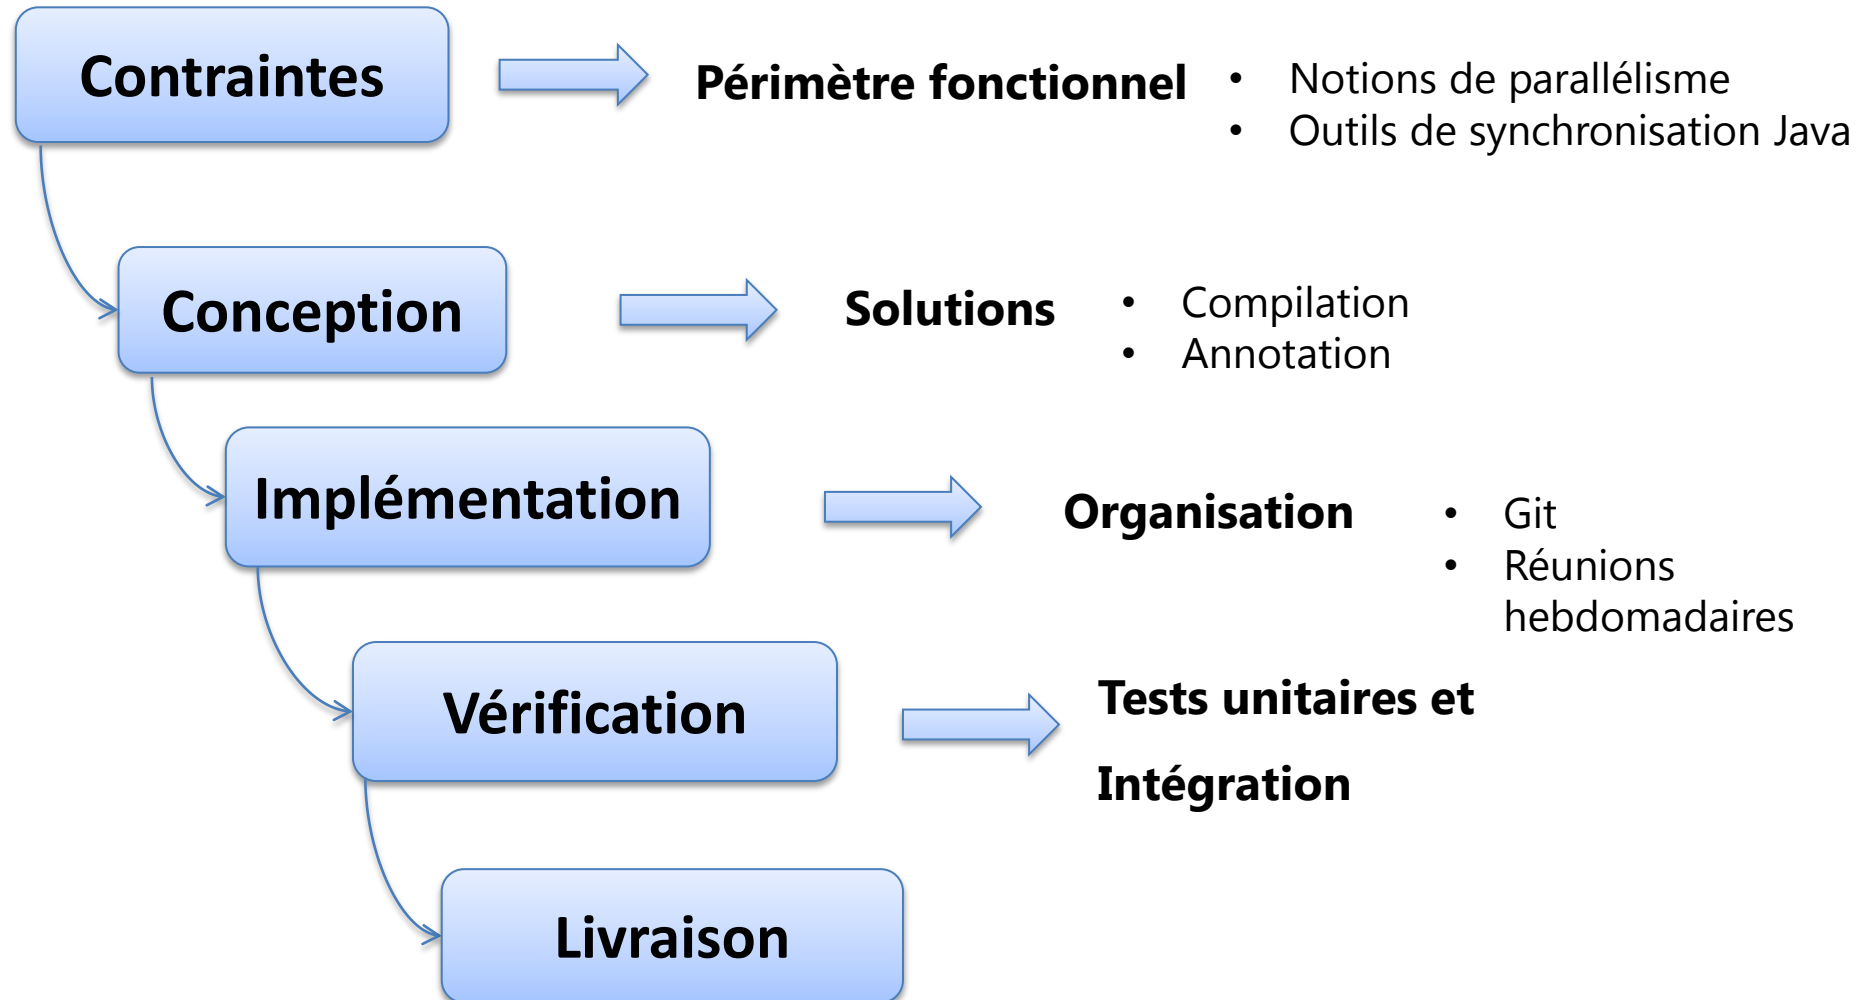 Contraintes
Périmètre fonctionnel
• Notions de parallélisme
• Outils de synchronisation Java
Conception
Solutions
• Compilation
• Annotation
Implémentation
Organisation
• Git
• Réunions
hebdomadaires
Vérification
Tests unitaires et
Intégration
Livraison